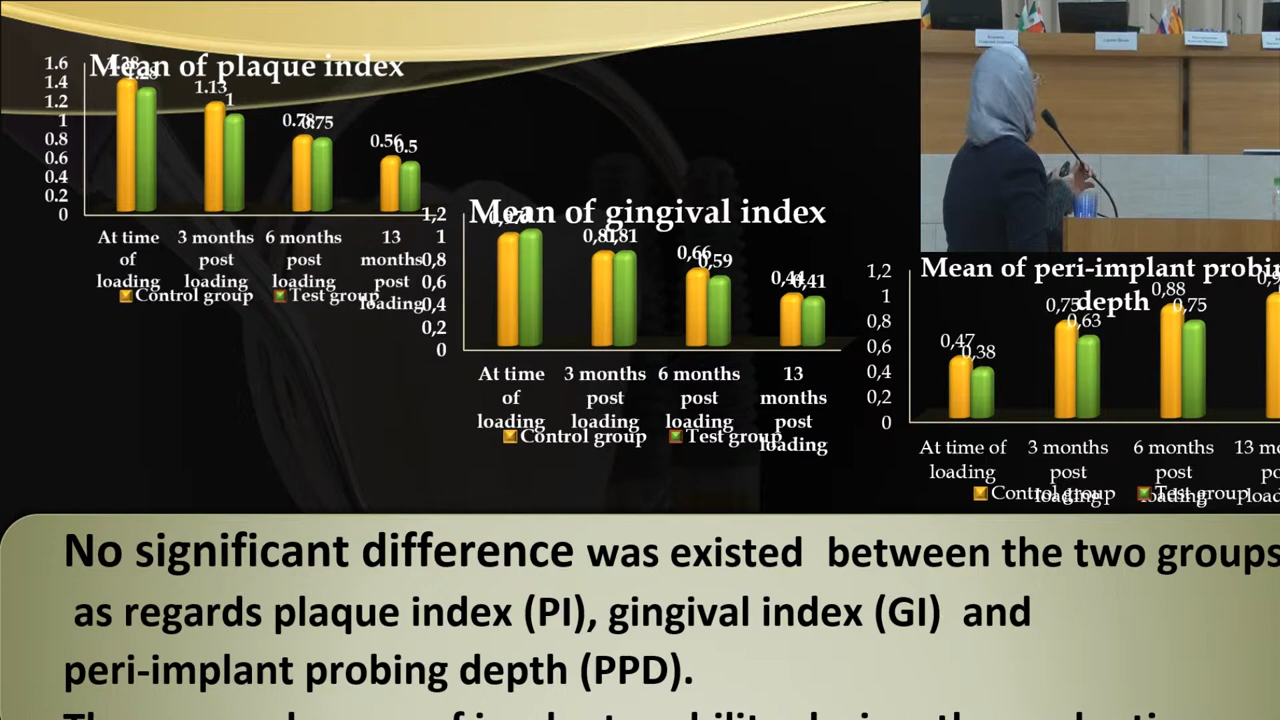 Mean of plaque index
1.6
1.4
1.2
1
0.8
0.6
0.4
0.2
0
1.13
1
0.78
0.75
0.56
0.5
At time of loading
3 months post loading
6 months post loading
13 months post loading
Control group
Test group
Mean of gingival index
1,2
1
0,8
0,6
0,4
0,2
0
0,81
0,81
0,66
0,59
0,44
0,41
At time of loading
3 months post loading
6 months post loading
13 months post loading
Control group
Test group
Mean of peri-implant
depth
1,2
1
0,8
0,6
0,4
0,2
0
0,47
0,38
0,75
0,63
0,88
0,75
At time of loading
3 months post loading
6 months post loading
13
Control group
Test group
No significant difference was existed between the two groups
as regards plaque index (PI), gingival index (GI) and
peri-implant probing depth (PPD).